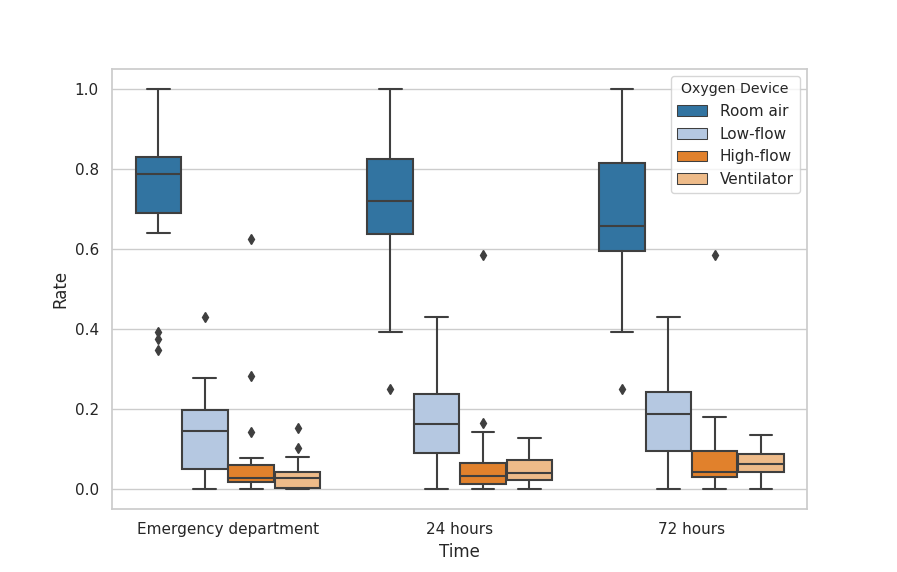 1.0
0.8
0.6
0.4
0.2
0.0
Rate
Oxygen Device
Room air
Low-flow
High-flow
Ventilator
Emergency department
24 hours
72 hours
Time